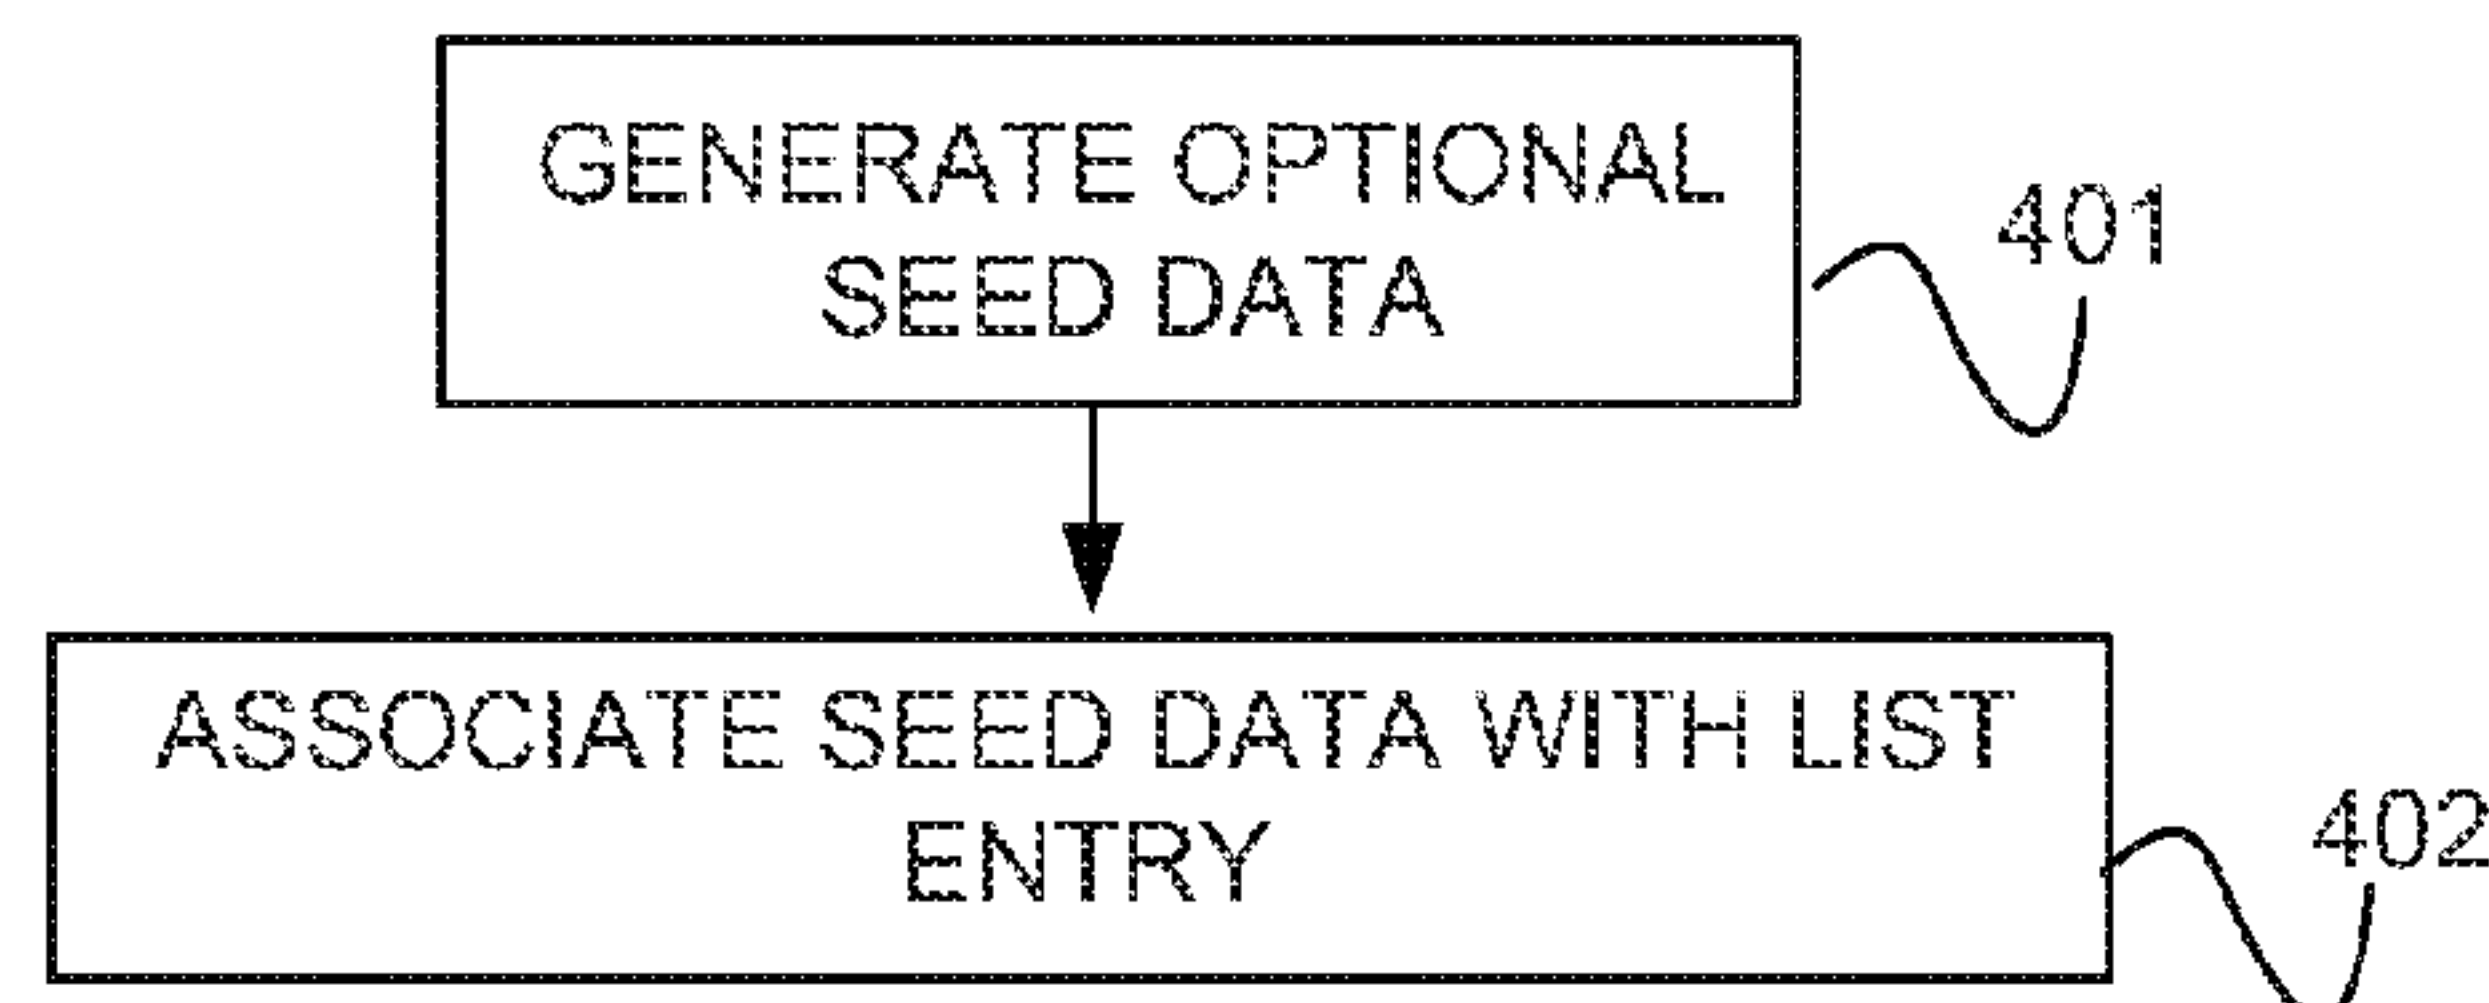 GENERATE OPTIONAL
SEED DATA
401
ASSOCIATE SEED DATA WITH LIST
ENTRY
402